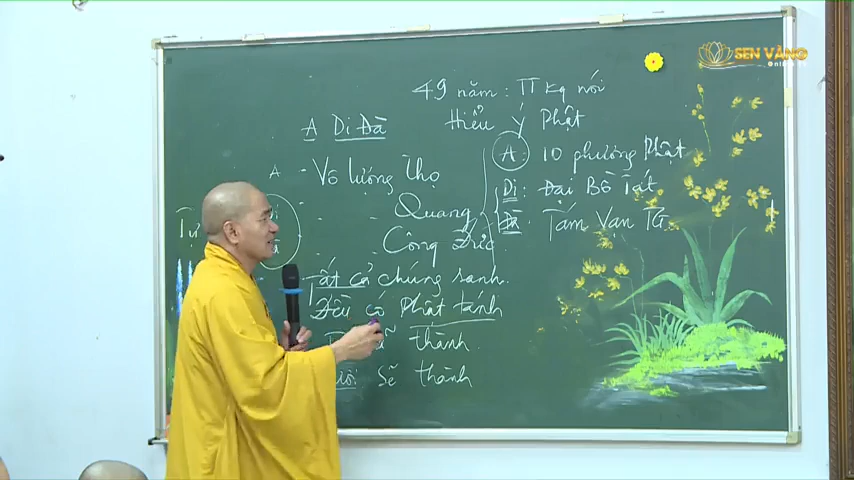 SEN VÀNG
49 năm: TT Kg nói
Hiểu Ý Phật
A Di Đà
A: 10 phương Phật
A - Vô lượng Thọ
Di: Đại Bồ Tát
Quang
Đà: Tám Vạn TG
Công Đức
Tất cả chúng sanh.
Đều có Phật tánh
thành.
Sẽ thành